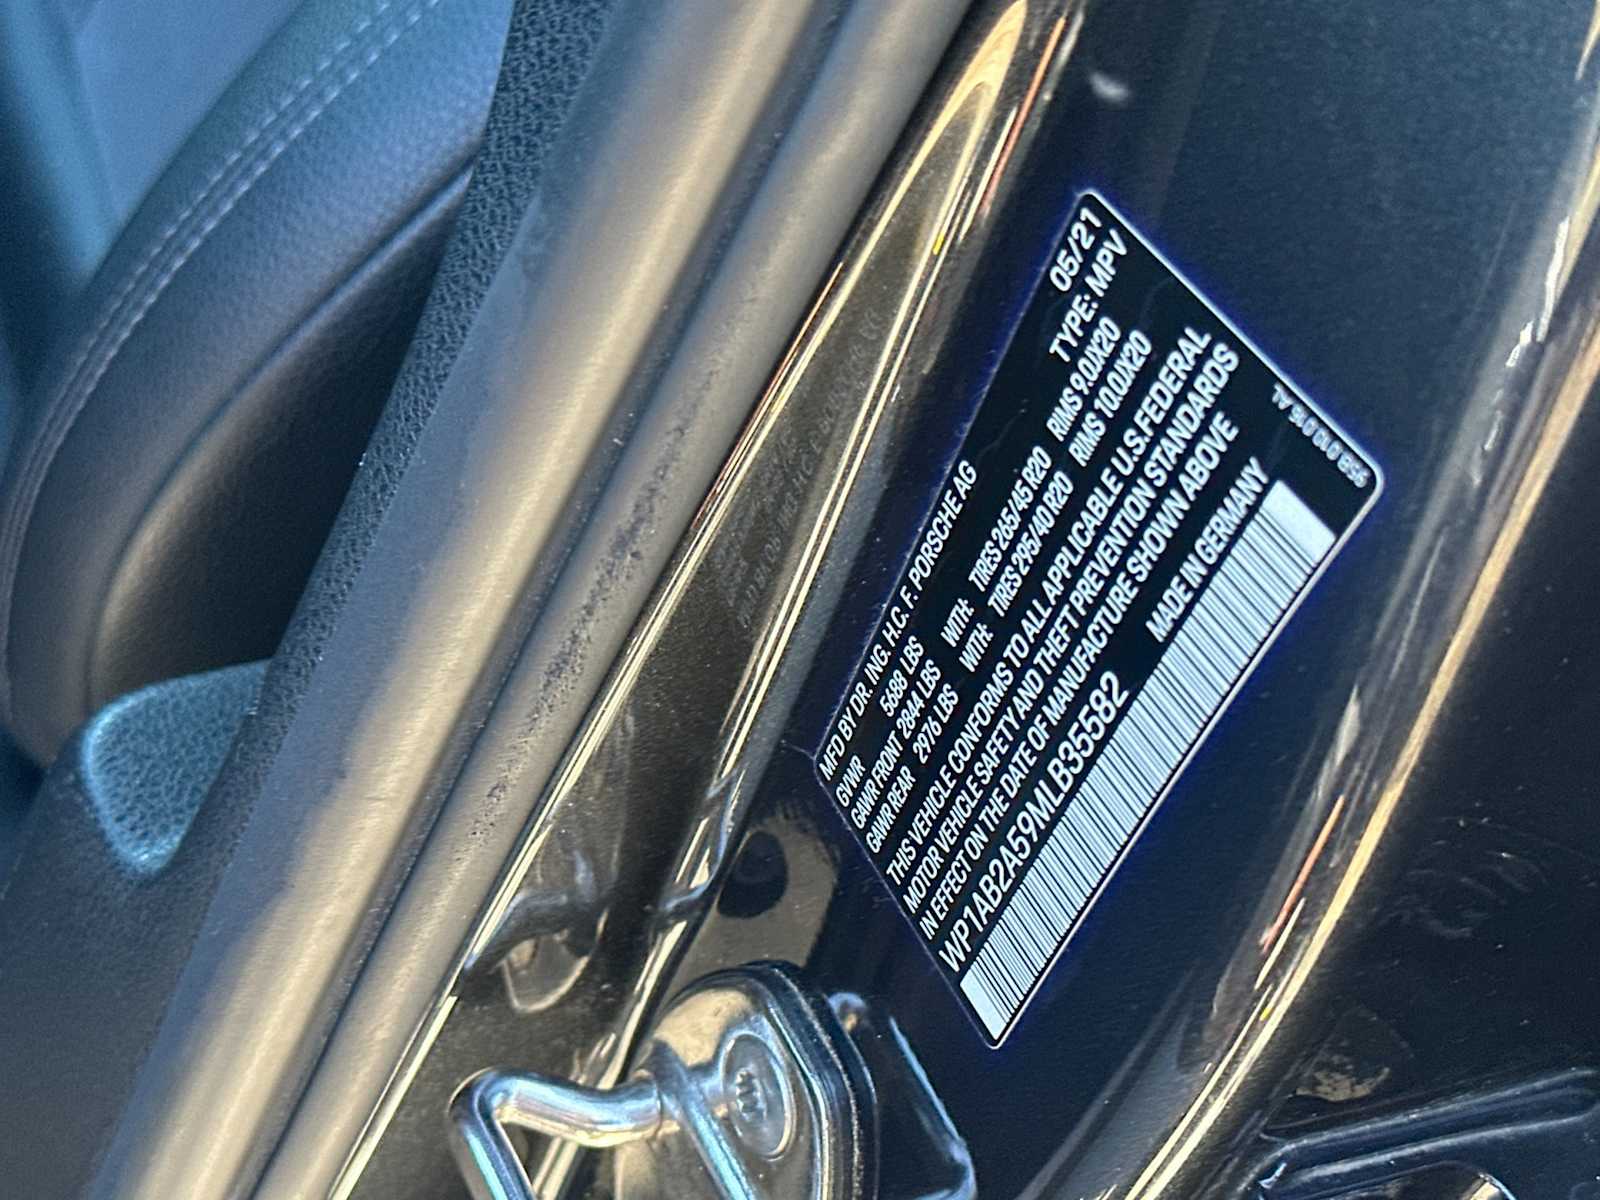 MFD BY DR. ING. H.C. F. PORSCHE AG 05/21
GVWR 5688 LBS TYPE: MPV
GAWR FRONT 2844 LBS WITH: TIRES 265/45 R20 RIMS 9.0JX20
GAWR REAR 2976 LBS WITH: TIRES 295/40 R20 RIMS 10.0JX20
THIS VEHICLE CONFORMS TO ALL APPLICABLE U.S. FEDERAL
MOTOR VEHICLE SAFETY AND THEFT PREVENTION STANDARDS
IN EFFECT ON THE DATE OF MANUFACTURE SHOWN ABOVE
WP1AB2A59MLB35582 MADE IN GERMANY